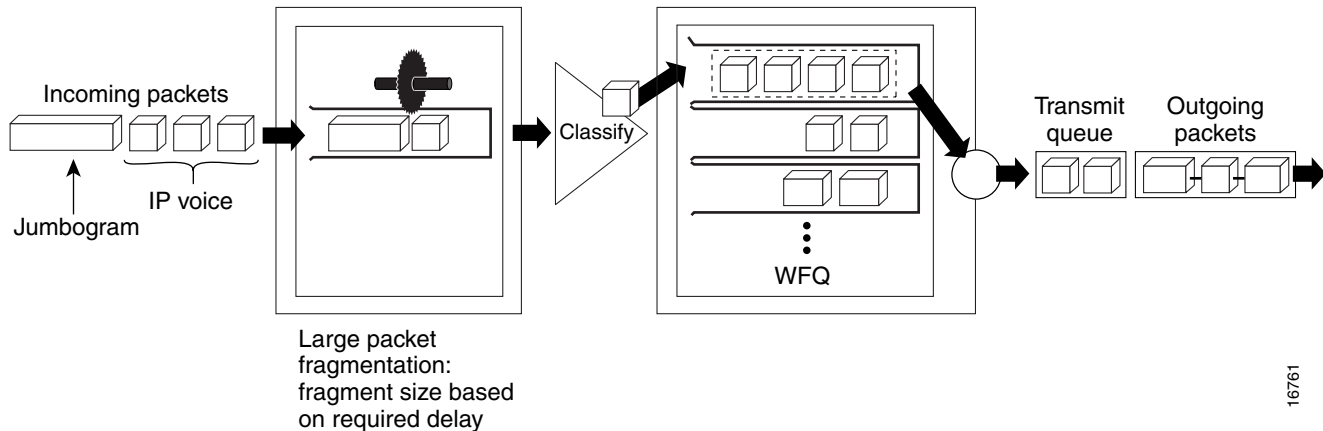 Incoming packets
Jumbogram
IP voice
Large packet
fragmentation:
fragment size based
on required delay
Classify
WFQ
Transmit
queue
Outgoing
packets
16761